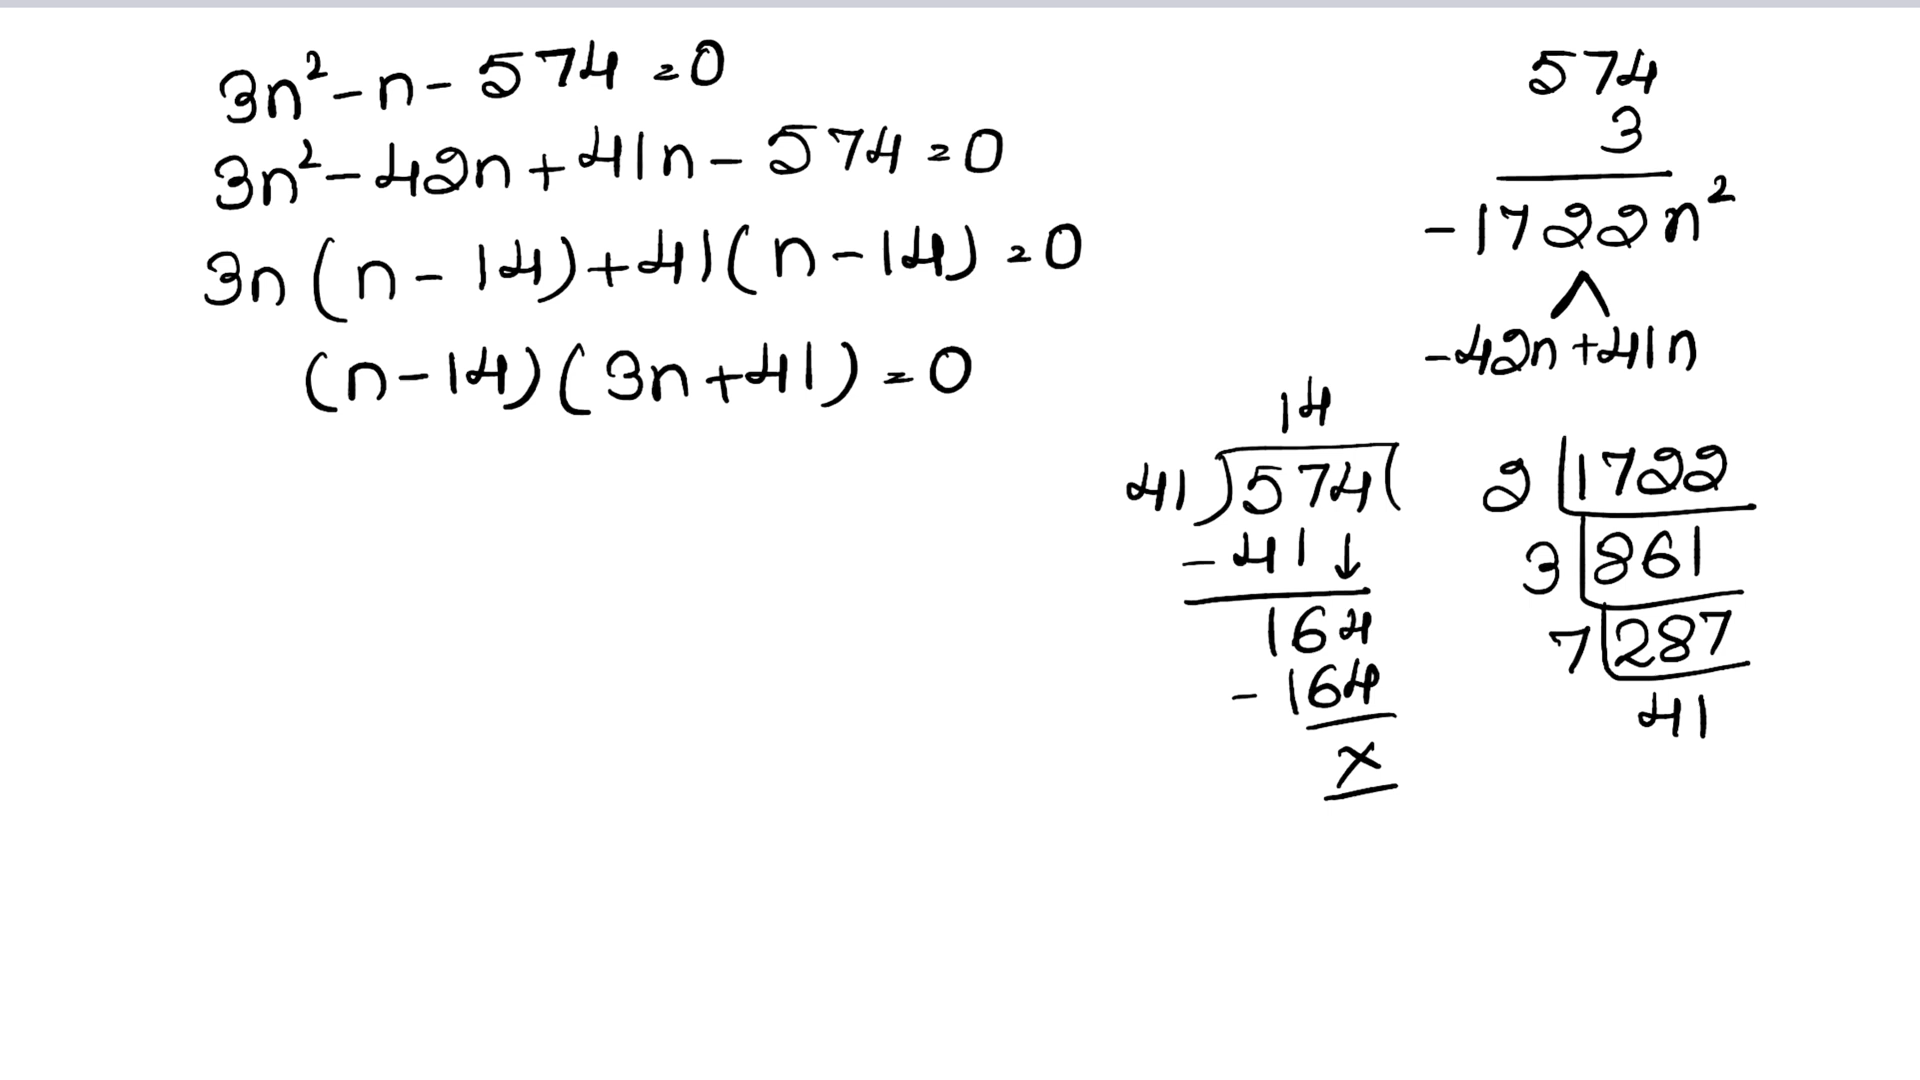 3n²-n-574=0
3n²-42n+41n-574=0
3n(n-14)+41(n-14)=0
(n-14)(3n+41)=0
574
3
-1722n²
∧
-42n+41n
14
41)574(
-41↓
164
-164
x
2|1722
3|861
7|287
41